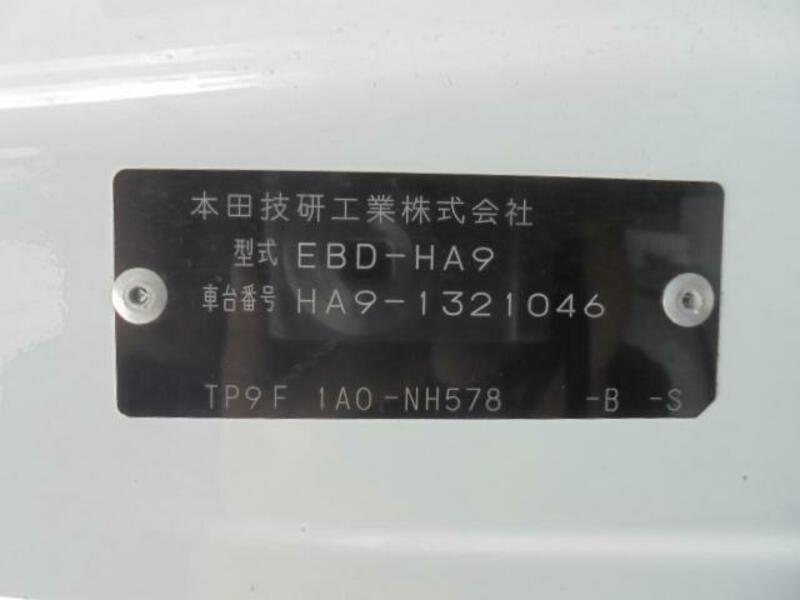 本田技研工業株式会社
型式 EBD-HA9
車台番号 HA9-1321046
TP9F 1A0-NH578 -B -S